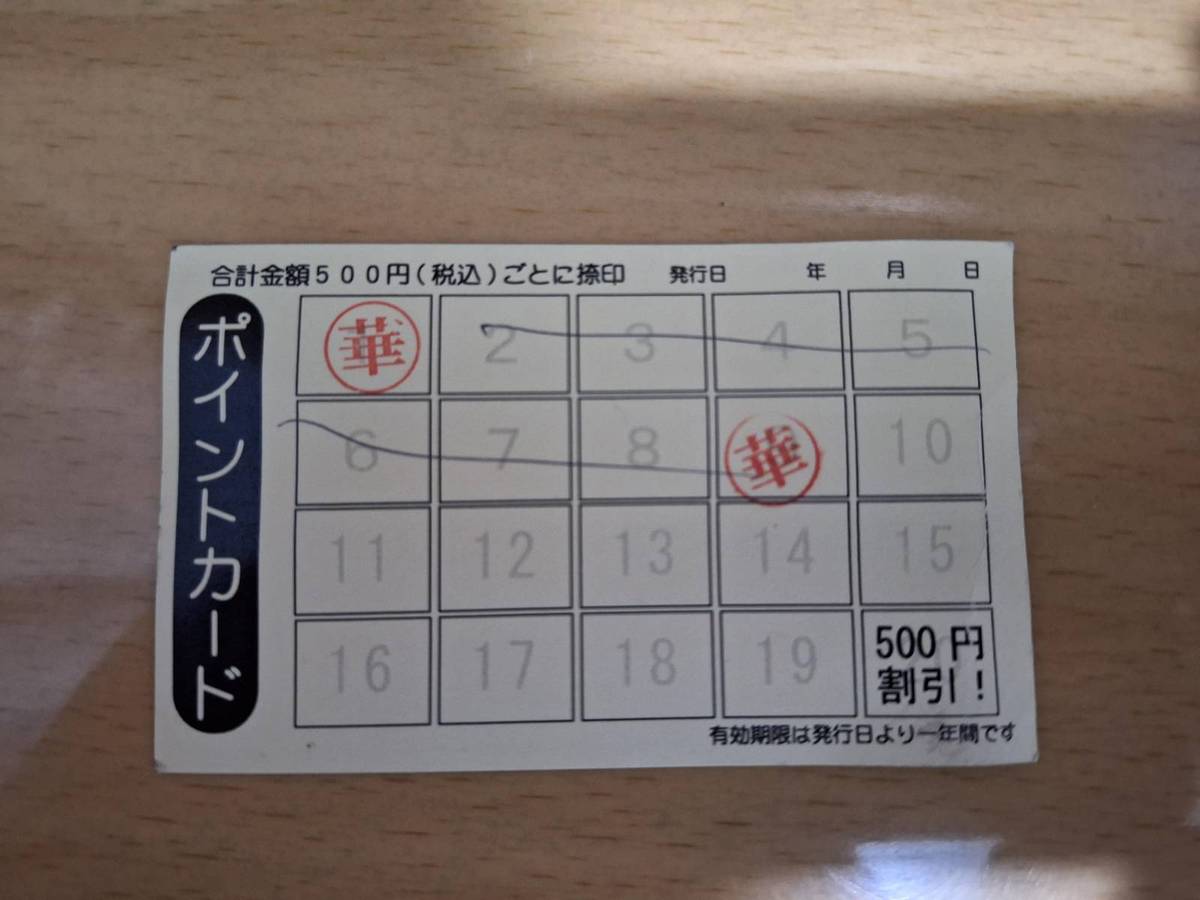 合計金額500円(税込)ごとに捺印 発行日 年 月 日
ポイントカード
華 2 3 4 5
6 7 8 華 10
11 12 13 14 15
16 17 18 19 500円
割引!
有効期限は発行日より一年間です